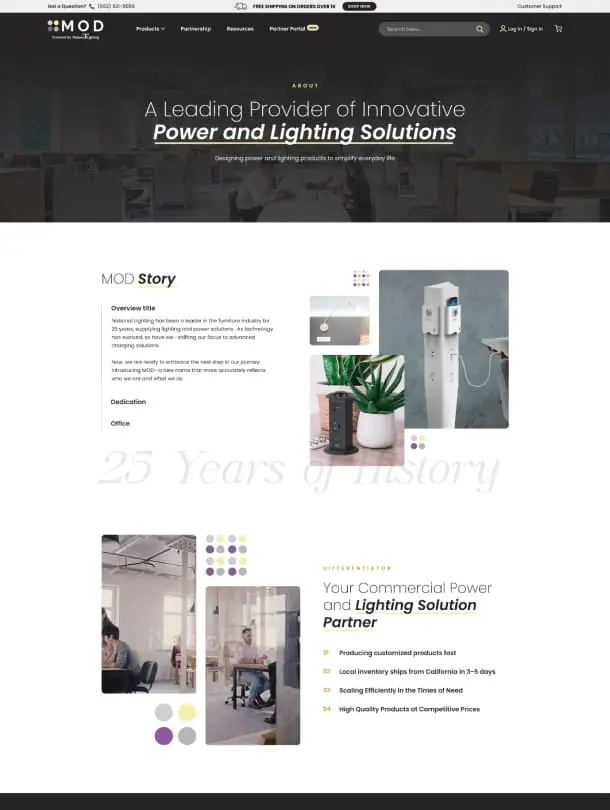 Got a Question? (502) 921-9004
FREE SHIPPING ON ORDERS OVER 1K
SHOP NOW
Customer Support
MOD
Powered by National Lighting
Products
Partnership
Resources
Partner Portal
Search here...
Log In / Sign In
ABOUT
A Leading Provider of Innovative
Power and Lighting Solutions
Designing power and lighting products to simplify everyday life
MOD Story
Overview title
National Lighting has been a leader in the furniture industry for
25 years, supplying lighting and power solutions. As technology
has evolved, so have we—shifting our focus to advanced
charging solutions.
Now, we are ready to embrace the next step in our journey:
introducing MOD—a new name that more accurately reflects
who we are and what we do.
Dedication
Office
25 Years of History
DIFFERENTIATOR
Your Commercial Power
and Lighting Solution
Partner
01 Producing customized products fast
02 Local inventory ships from California in 3-5 days
03 Scaling Efficiently in the Times of Need
04 High Quality Products at Competitive Prices